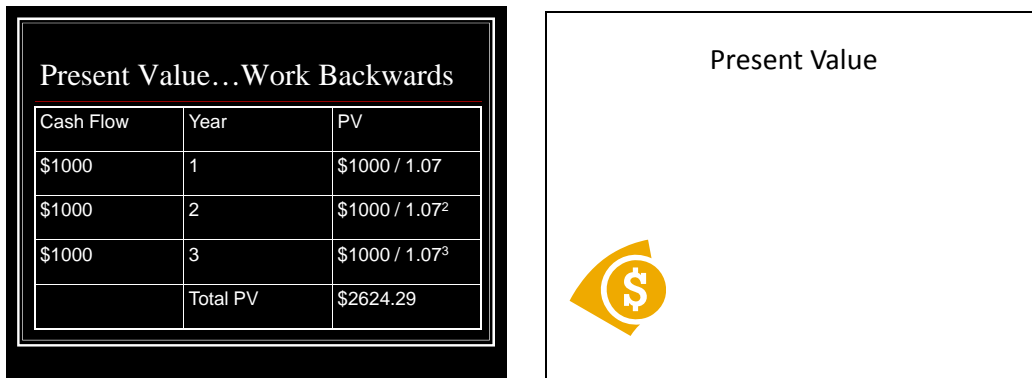 Present Value…Work Backwards
Cash Flow Year PV
$1000 1 $1000 / 1.07
$1000 2 $1000 / 1.07²
$1000 3 $1000 / 1.07³
Total PV $2624.29
Present Value
$